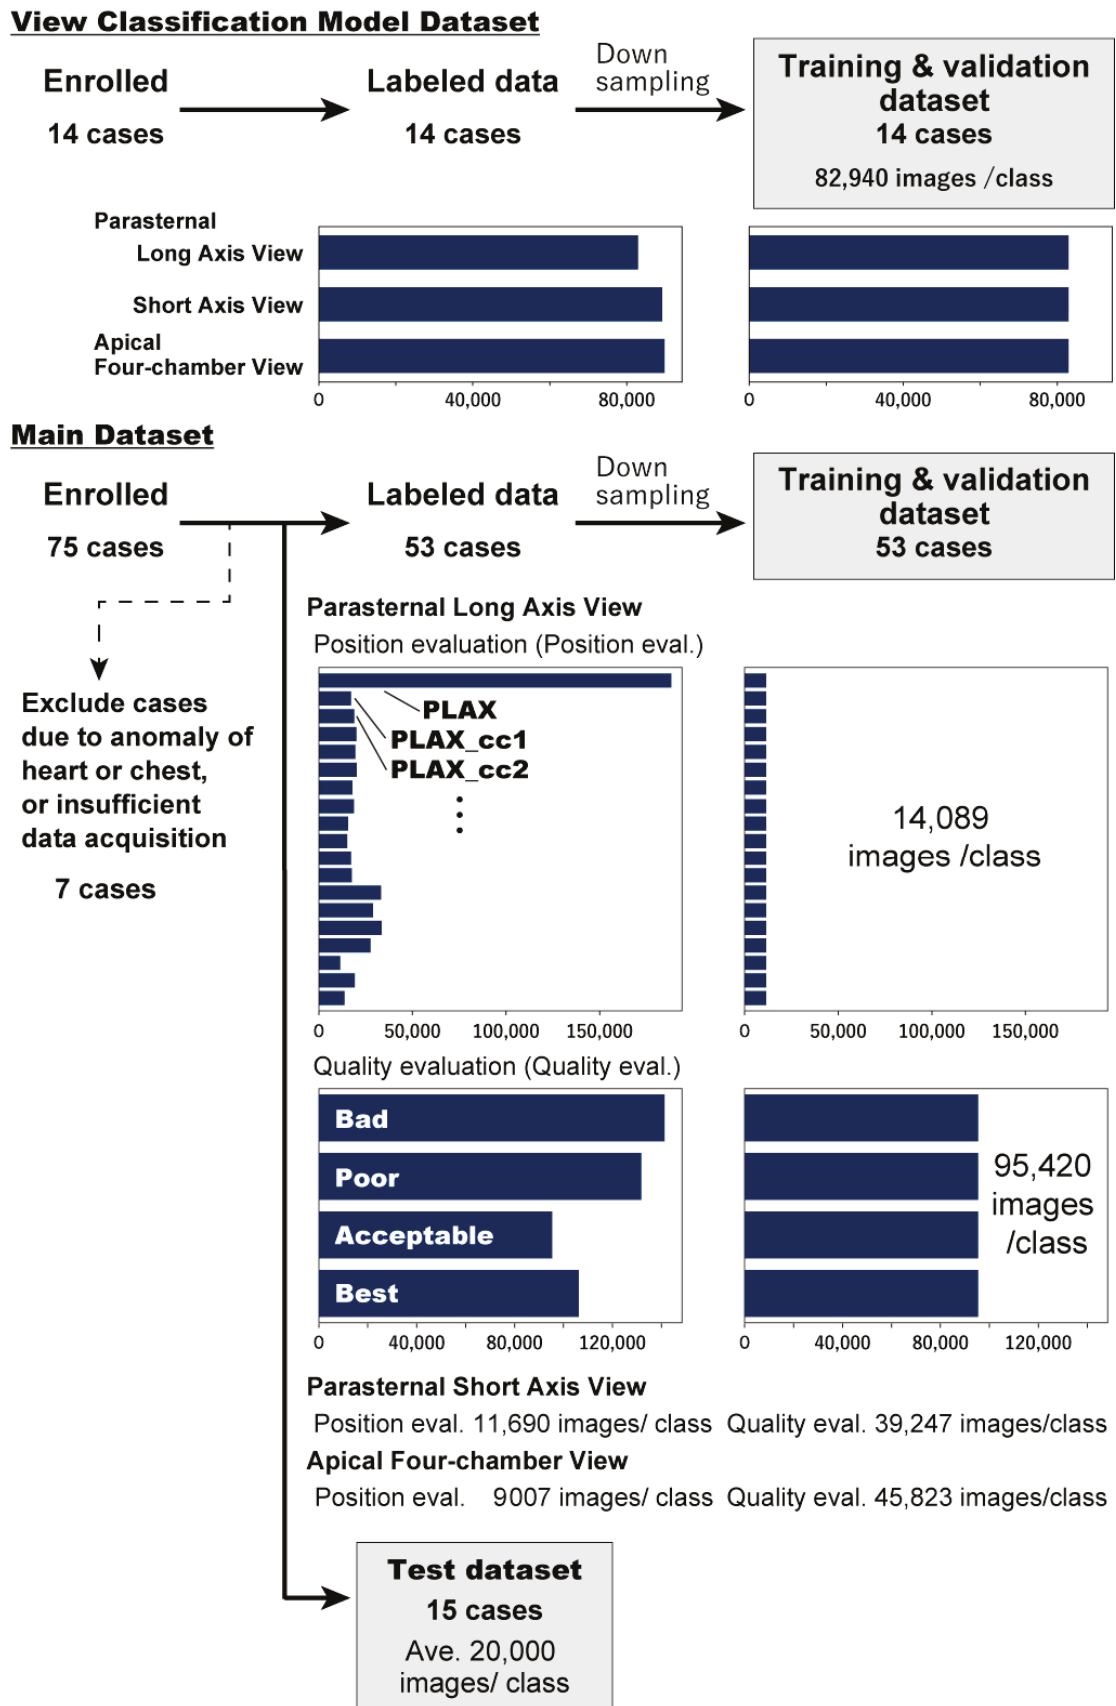 View Classification Model Dataset
Enrolled
14 cases
Labeled data
14 cases
Down
sampling
Training & validation
dataset
14 cases
82,940 images /class
Parasternal
Long Axis View
Short Axis View
Apical
Four-chamber View
0 40,000 80,000
0 40,000 80,000
Main Dataset
Enrolled
75 cases
Labeled data
53 cases
Down
sampling
Training & validation
dataset
53 cases
Exclude cases
due to anomaly of
heart or chest,
or insufficient
data acquisition
7 cases
Parasternal Long Axis View
Position evaluation (Position eval.)
PLAX
PLAX_cc1
PLAX_cc2
14,089
images /class
0 50,000 100,000 150,000
0 50,000 100,000 150,000
Quality evaluation (Quality eval.)
Bad
Poor
Acceptable
Best
95,420
images
/class
0 40,000 80,000 120,000
0 40,000 80,000 120,000
Parasternal Short Axis View
Position eval. 11,690 images/ class Quality eval. 39,247 images/class
Apical Four-chamber View
Position eval. 9007 images/ class Quality eval. 45,823 images/class
Test dataset
15 cases
Ave. 20,000
images/ class